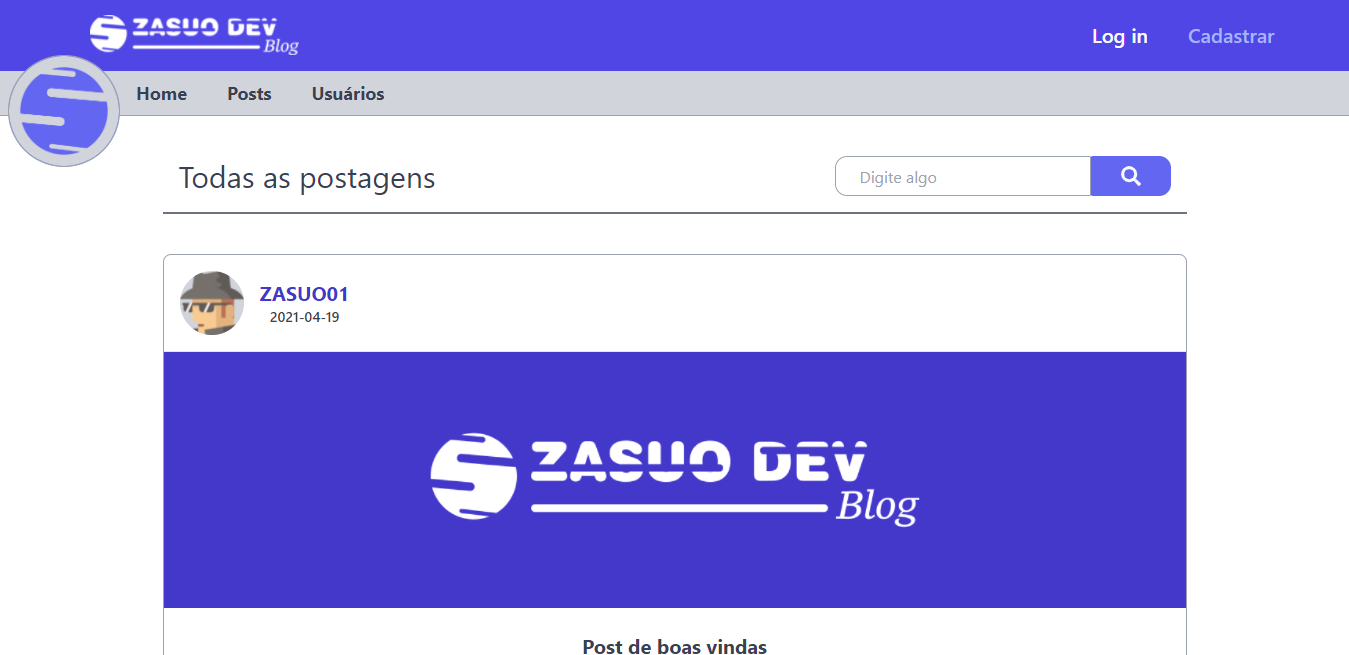 ZASUO DEV
Blog
Log in Cadastrar
Home Posts Usuários
Todas as postagens
Digite algo
ZASUO01
2021-04-19
ZASUO DEV
Blog
Post de boas vindas